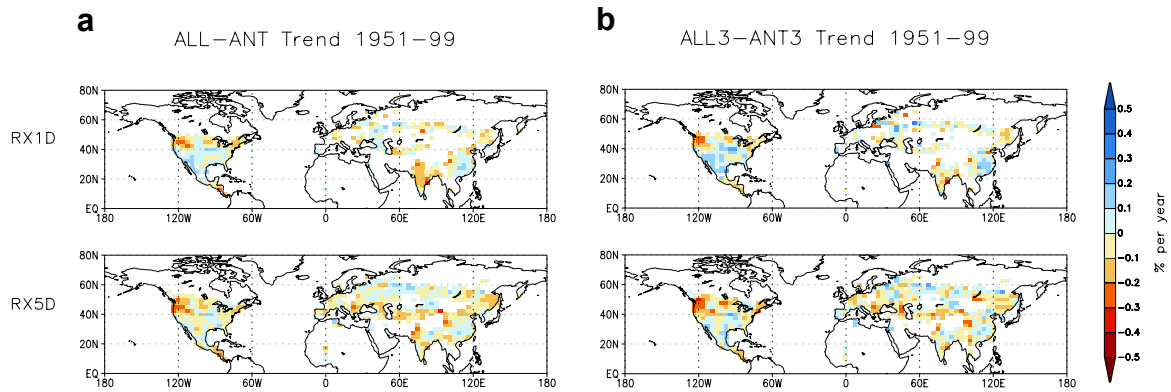 a
b
ALL−ANT Trend 1951−99
ALL3−ANT3 Trend 1951−99
RX1D
80N
60N
40N
20N
EQ
180 120W 60W 0 60E 120E 180
80N
60N
40N
20N
EQ
180 120W 60W 0 60E 120E 180
RX5D
80N
60N
40N
20N
EQ
180 120W 60W 0 60E 120E 180
80N
60N
40N
20N
EQ
180 120W 60W 0 60E 120E 180
0.5
0.4
0.3
0.2
0.1
0
−0.1
−0.2
−0.3
−0.4
−0.5
% per year